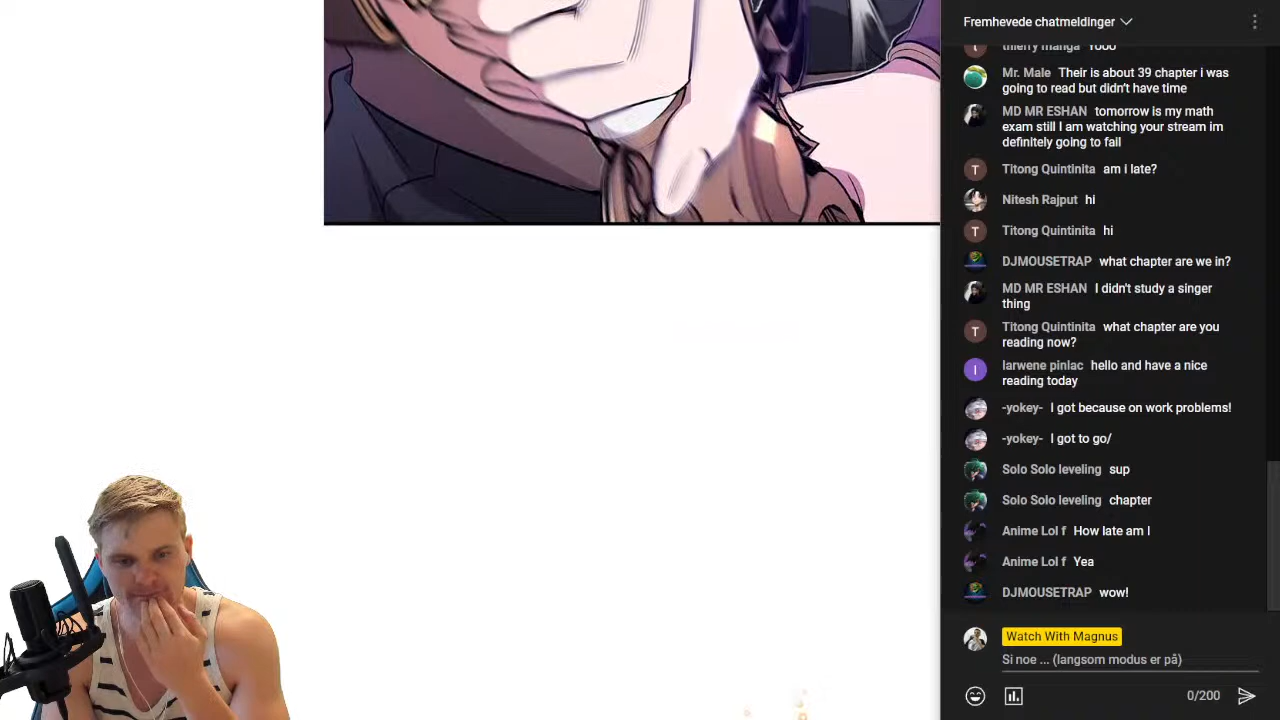 Fremhevede chatmeldinger
thierry manga Yooo
Mr. Male Their is about 39 chapter i was
going to read but didn't have time
MD MR ESHAN tomorrow is my math
exam still I am watching your stream im
definitely going to fail
T Titong Quintinita am i late?
Nitesh Rajput hi
T Titong Quintinita hi
DJMOUSETRAP what chapter are we in?
MD MR ESHAN I didn't study a singer
thing
T Titong Quintinita what chapter are you
reading now?
I Iarwene pinlac hello and have a nice
reading today
-yokey- I got because on work problems!
-yokey- I got to go/
Solo Solo leveling sup
Solo Solo leveling chapter
Anime Lol f How late am I
Anime Lol f Yea
DJMOUSETRAP wow!
Watch With Magnus
Si noe ... (langsom modus er på)
0/200